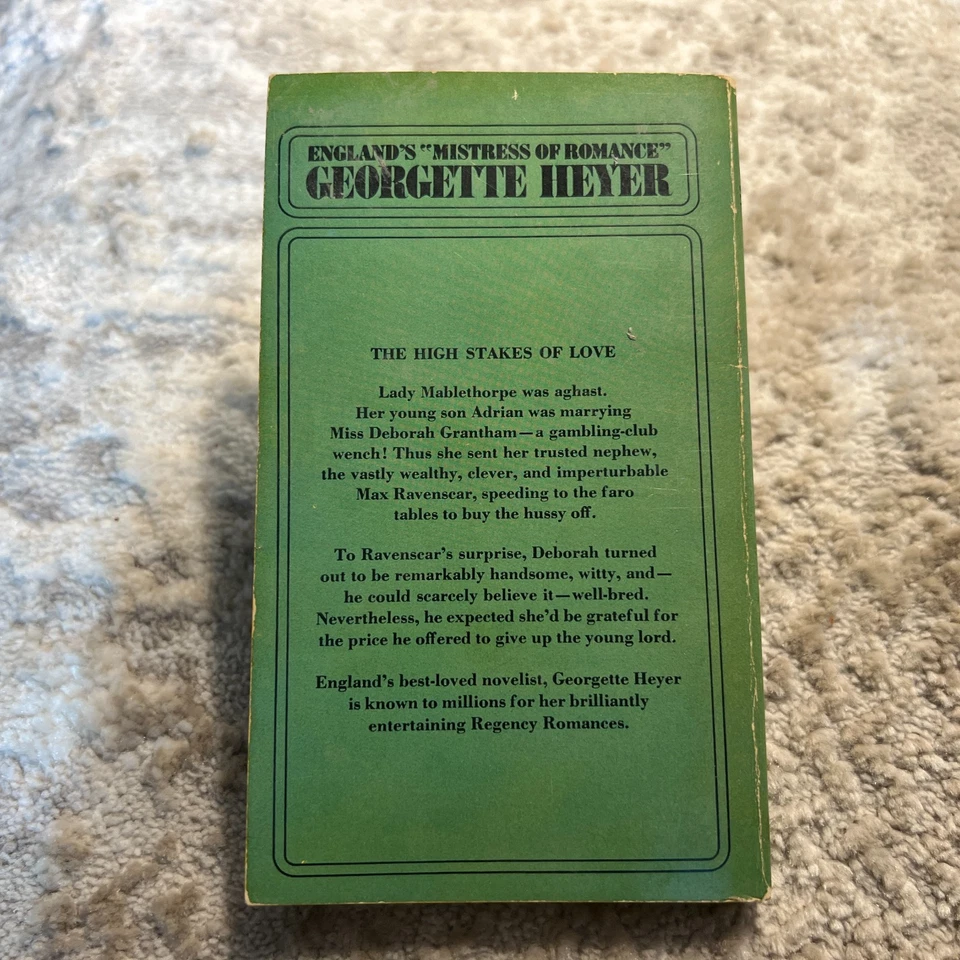 ENGLAND'S "MISTRESS OF ROMANCE"
GEORGETTE HEYER
THE HIGH STAKES OF LOVE
Lady Mablethorpe was aghast.
Her young son Adrian was marrying
Miss Deborah Grantham—a gambling-club
wench! Thus she sent her trusted nephew,
the vastly wealthy, clever, and imperturbable
Max Ravenscar, speeding to the faro
tables to buy the hussy off.
To Ravenscar's surprise, Deborah turned
out to be remarkably handsome, witty, and—
he could scarcely believe it—well-bred.
Nevertheless, he expected she'd be grateful for
the price he offered to give up the young lord.
England's best-loved novelist, Georgette Heyer
is known to millions for her brilliantly
entertaining Regency Romances.